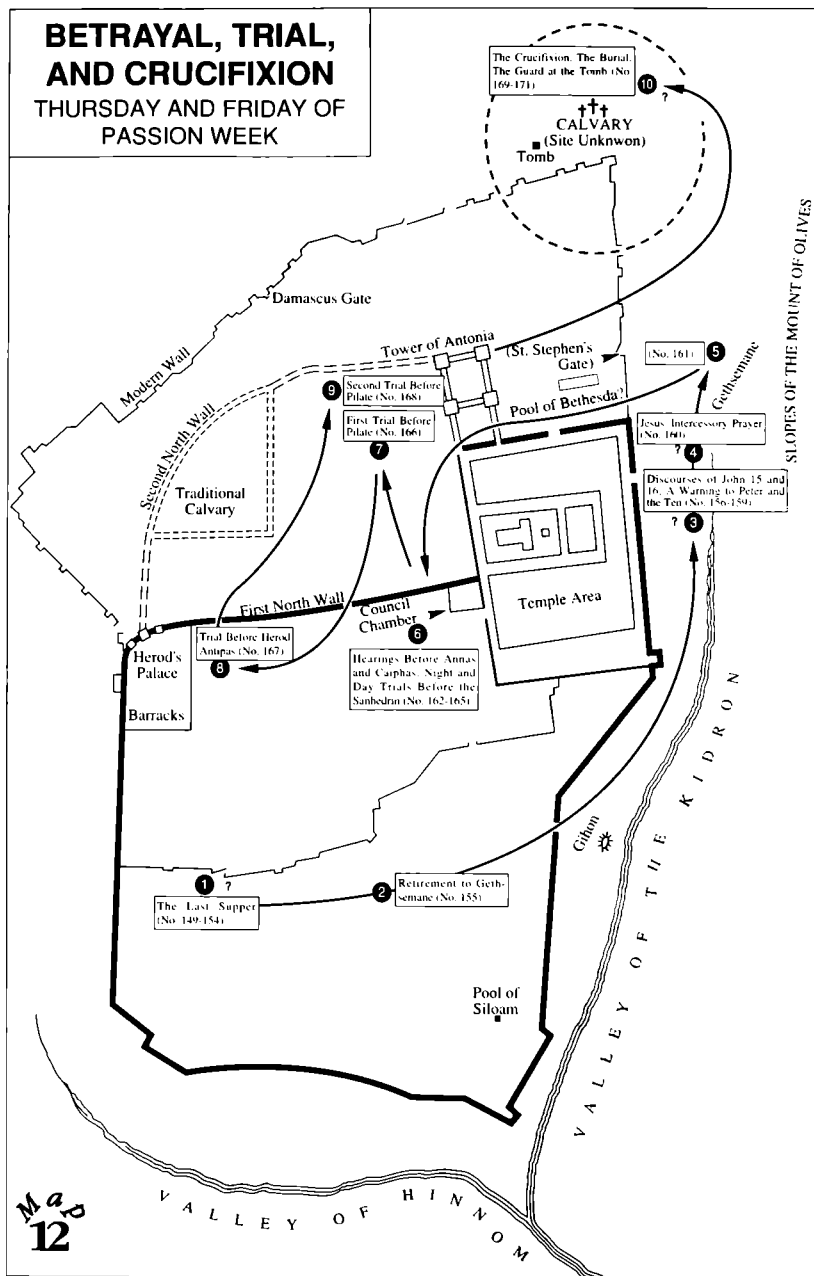 BETRAYAL, TRIAL,
AND CRUCIFIXION
THURSDAY AND FRIDAY OF
PASSION WEEK
The Crucifixion. The Burial.
The Guard at the Tomb (No.
169-171)
10
?
CALVARY
(Site Unknwon)
Tomb
SLOPES OF THE MOUNT OF OLIVES
Damascus Gate
Modern Wall
Tower of Antonia
(St. Stephen's
Gate)
(No. 161)
5
Gethsemane
9
Second Trial Before
Pilate (No. 168)
Pool of Bethesda?
First Trial Before
Pilate (No. 166)
7
Jesus Intercessory Prayer
(No. 160)
?
4
Second North Wall
Traditional
Calvary
Discourses of John 15 and
16, A Warning to Peter and
the Ten (No. 156-159)
?
3
First North Wall
Council
Chamber
6
Temple Area
Herod's
Palace
Barracks
Trial Before Herod
Antipas (No. 167)
8
Hearings Before Annas
and Caiphas, Night and
Day Trials Before the
Sanhedrin (No. 162-165)
Gihon
VALLEY OF THE KIDRON
1
?
The Last Supper
(No. 149-154)
2
Retirement to Geth-
semane (No. 155)
Pool of
Siloam
VALLEY OF HINNOM
Map
12